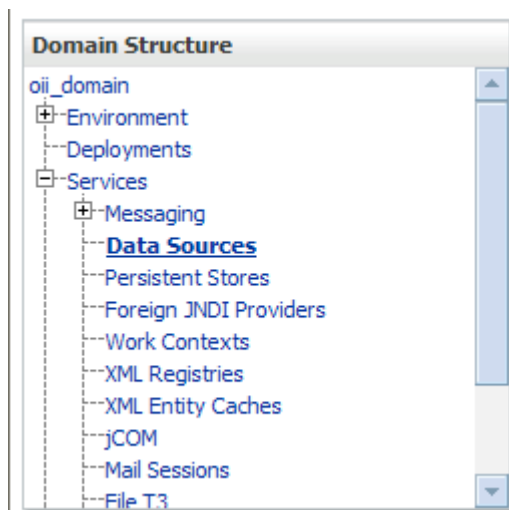 Domain Structure
oii_domain
Environment
Deployments
Services
Messaging
Data Sources
Persistent Stores
Foreign JNDI Providers
Work Contexts
XML Registries
XML Entity Caches
jCOM
Mail Sessions
File T3